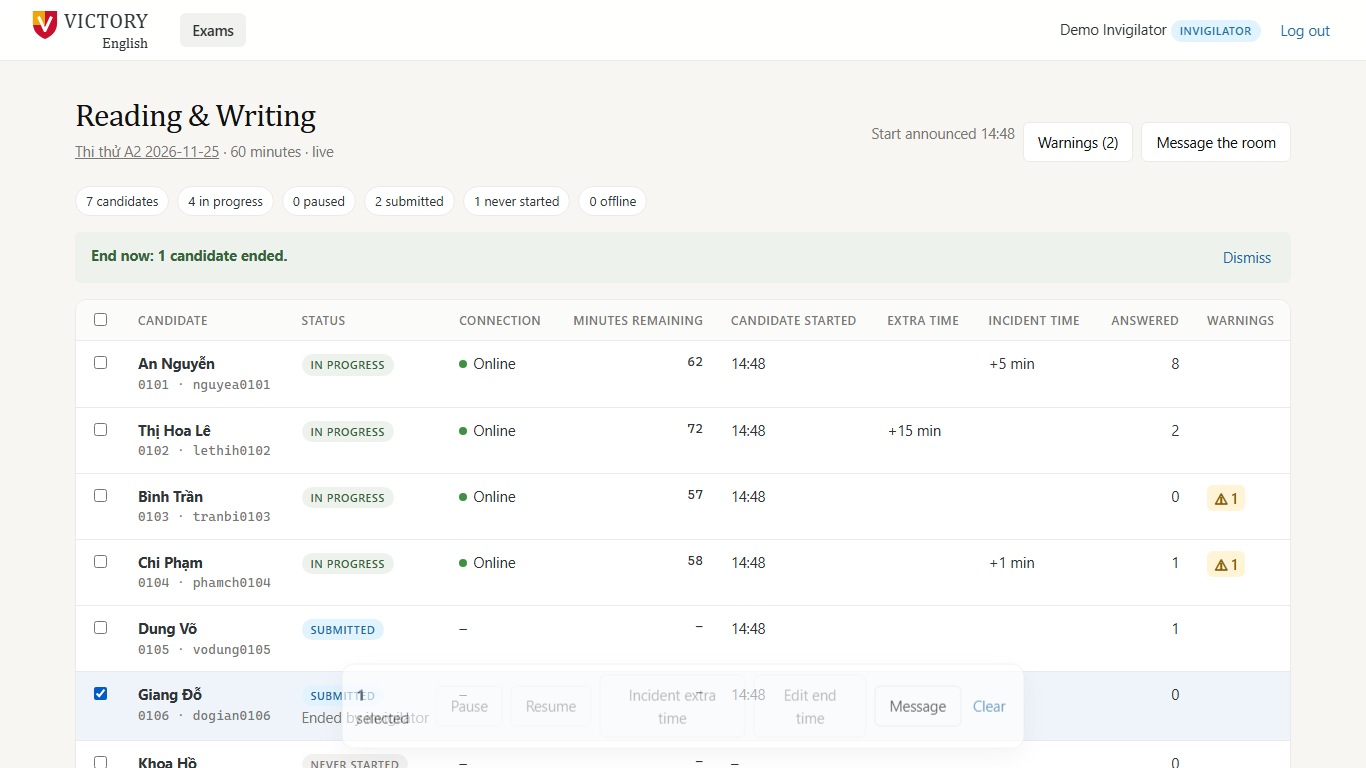 VICTORY
English
Exams
Demo Invigilator INVIGILATOR Log out
Reading & Writing
Thi thử A2 2026-11-25 · 60 minutes · live
Start announced 14:48 Warnings (2) Message the room
7 candidates 4 in progress 0 paused 2 submitted 1 never started 0 offline
End now: 1 candidate ended. Dismiss
CANDIDATE STATUS CONNECTION MINUTES REMAINING CANDIDATE STARTED EXTRA TIME INCIDENT TIME ANSWERED WARNINGS
An Nguyễn IN PROGRESS Online 62 14:48 +5 min 8
0101 · nguyea0101
Thị Hoa Lê IN PROGRESS Online 72 14:48 +15 min 2
0102 · lethih0102
Bình Trần IN PROGRESS Online 57 14:48 0 ⚠ 1
0103 · tranbi0103
Chi Phạm IN PROGRESS Online 58 14:48 +1 min 1 ⚠ 1
0104 · phamch0104
Dung Võ SUBMITTED – – 14:48 1
0105 · vodung0105
Giang Đỗ SUBMITTED – – 14:48 0
0106 · dogian0106 Ended by invigilator
1 selected Pause Resume Incident extra time Edit end time Message Clear
Khoa Hồ NEVER STARTED – – – 0